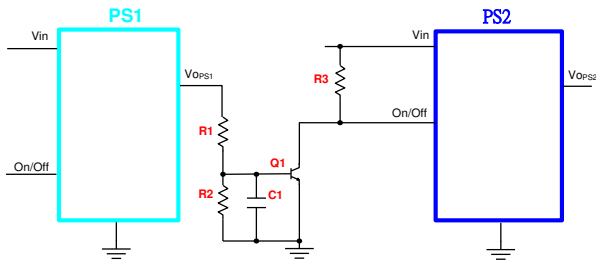 PS1
PS2
Vin
Vin
VoPS1
R3
VoPS2
On/Off
R1
Q1
On/Off
R2
C1